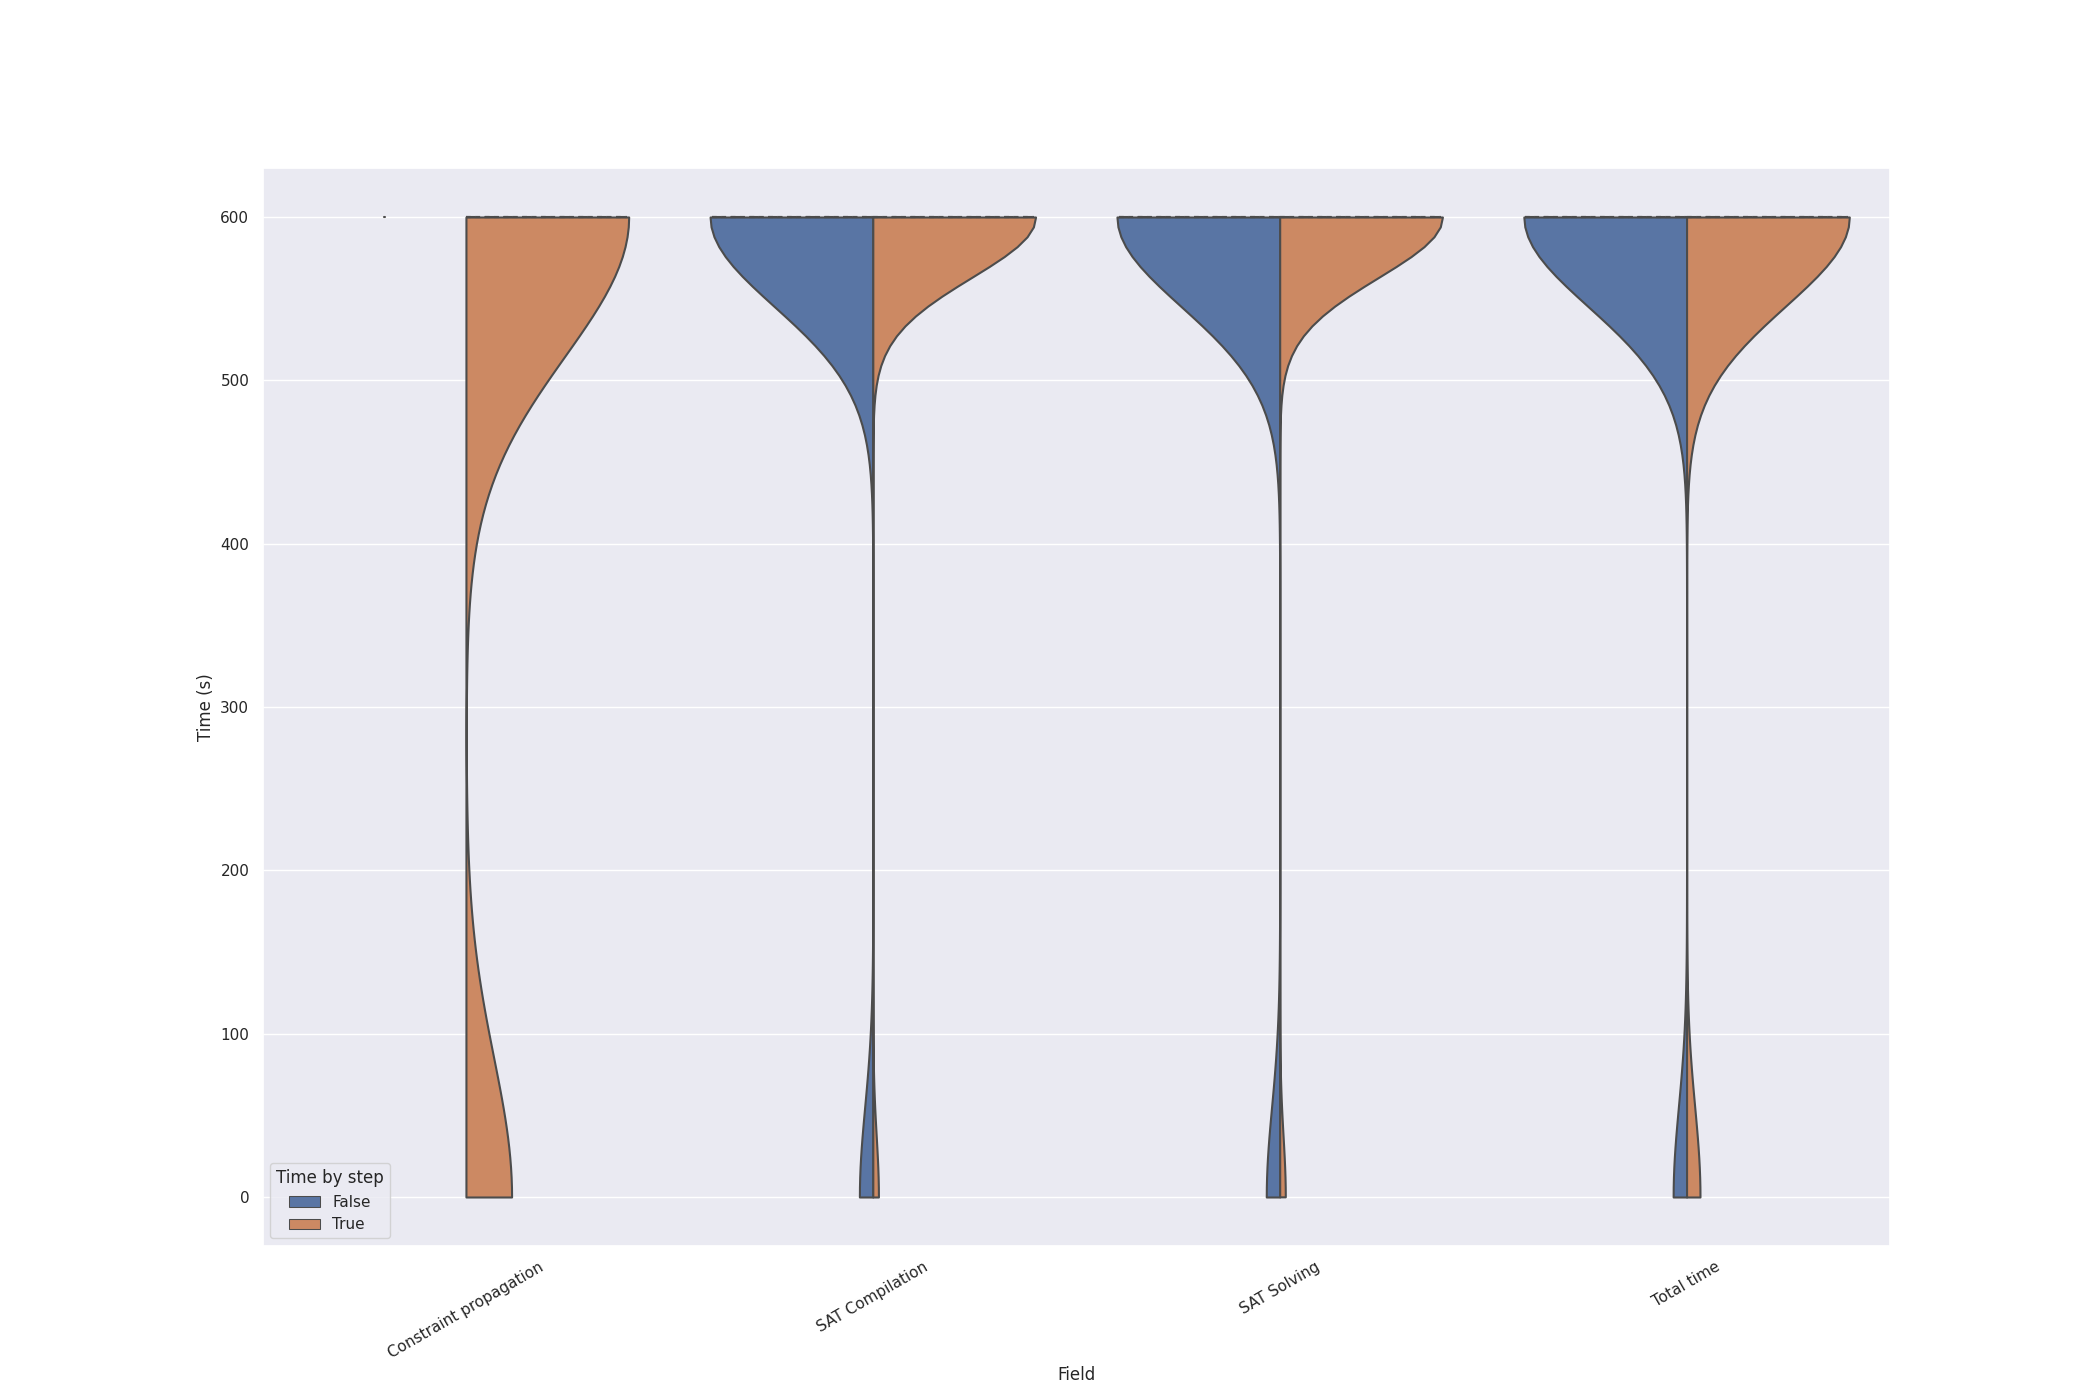 600
500
400
300
200
100
0
Time (s)
Time by step
False
True
Constraint propagation
SAT Compilation
SAT Solving
Total time
Field